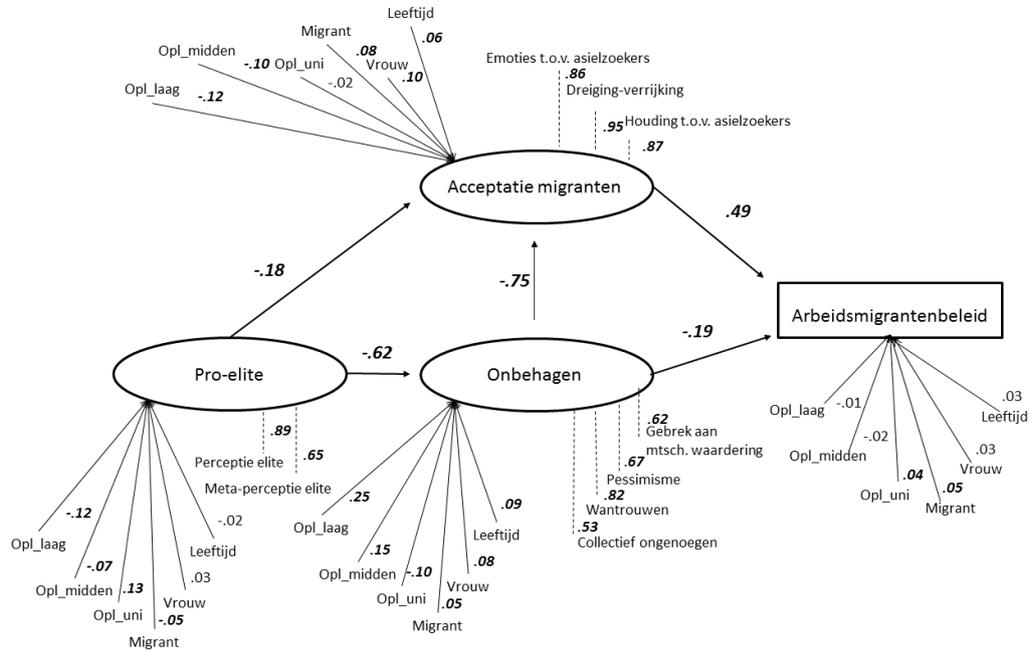 Leeftijd
Migrant
.06
Opl_midden
.08
-.10
Opl_uni
Vrouw
-.02
.10
Opl_laag
-.12
Emoties t.o.v. asielzoekers
.86
Dreiging-verrijking
.95
Houding t.o.v. asielzoekers
.87
Acceptatie migranten
.49
-.18
-.75
Arbeidsmigrantenbeleid
-.62
-.19
Pro-elite
Onbehagen
.89
Perceptie elite
.65
Meta-perceptie elite
-.12
Opl_laag
-.07
Opl_midden
.13
Opl_uni
-.05
Migrant
.03
Vrouw
-.02
Leeftijd
.25
Opl_laag
.15
Opl_midden
-.10
Opl_uni
.05
Migrant
.08
Vrouw
.09
Leeftijd
.62
Gebrek aan
mtsch. waardering
.67
Pessimisme
.82
Wantrouwen
.53
Collectief ongenoegen
-.01
Opl_laag
-.02
Opl_midden
.04
Opl_uni
.05
Migrant
.03
Vrouw
.03
Leeftijd